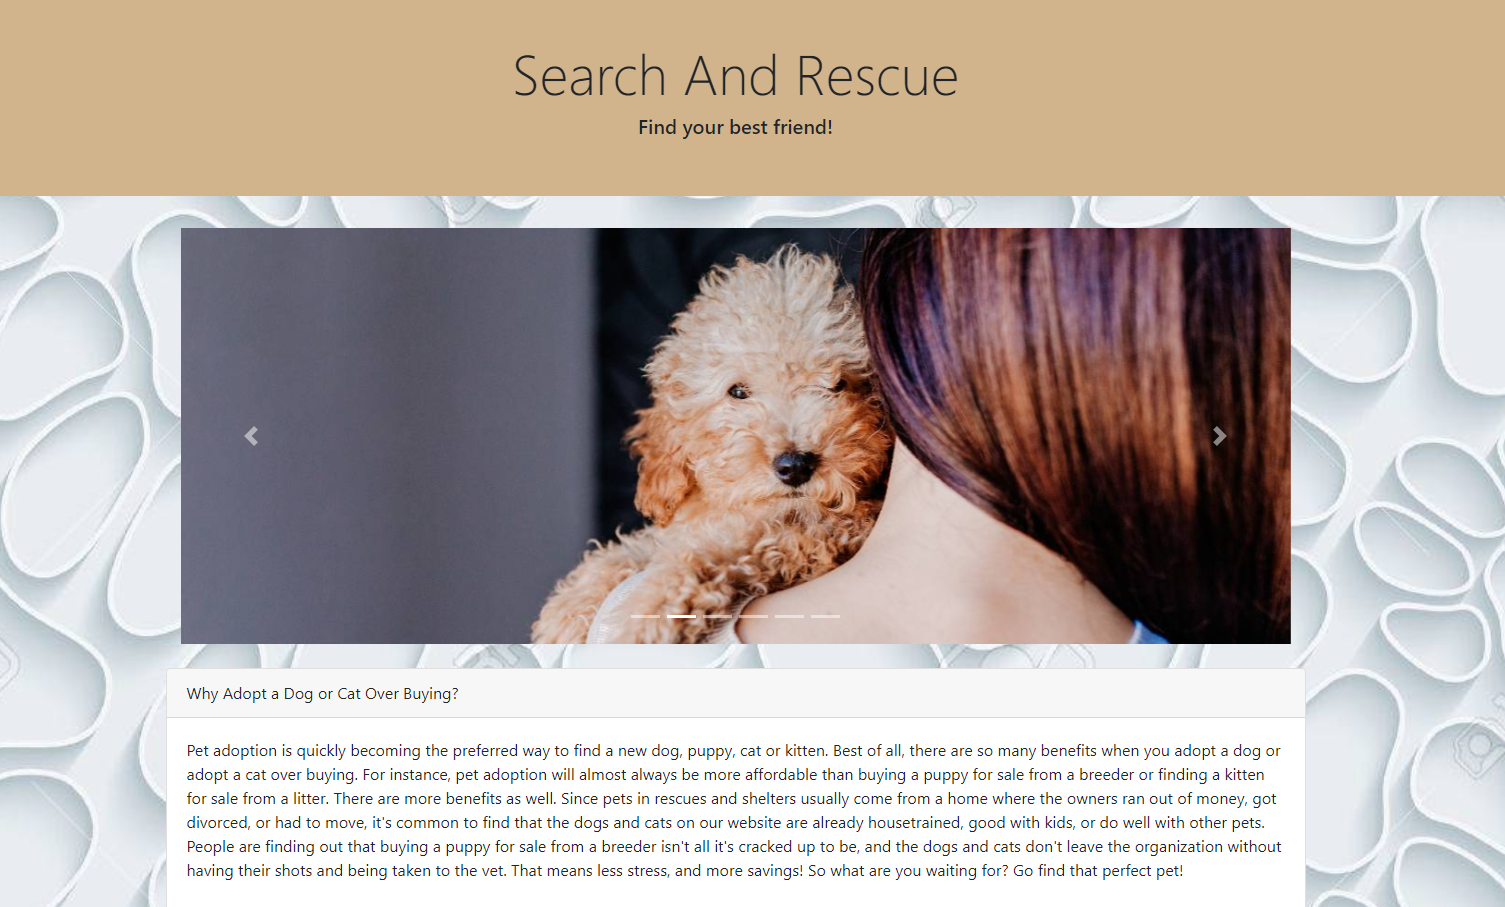 Search And Rescue
Find your best friend!
Why Adopt a Dog or Cat Over Buying?
Pet adoption is quickly becoming the preferred way to find a new dog, puppy, cat or kitten. Best of all, there are so many benefits when you adopt a dog or
adopt a cat over buying. For instance, pet adoption will almost always be more affordable than buying a puppy for sale from a breeder or finding a kitten
for sale from a litter. There are more benefits as well. Since pets in rescues and shelters usually come from a home where the owners ran out of money, got
divorced, or had to move, it's common to find that the dogs and cats on our website are already housetrained, good with kids, or do well with other pets.
People are finding out that buying a puppy for sale from a breeder isn't all it's cracked up to be, and the dogs and cats don't leave the organization without
having their shots and being taken to the vet. That means less stress, and more savings! So what are you waiting for? Go find that perfect pet!